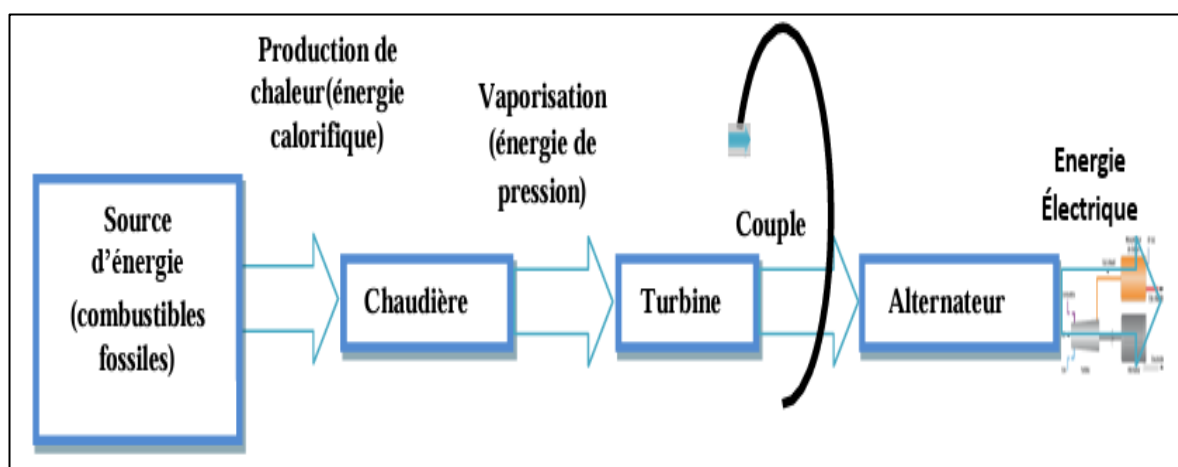 Production de
chaleur(énergie
calorifique)
Vaporisation
(énergie de
pression)
Energie
Électrique
Source
d’énergie
(combustibles
fossiles)
Chaudière
Turbine
Couple
Alternateur